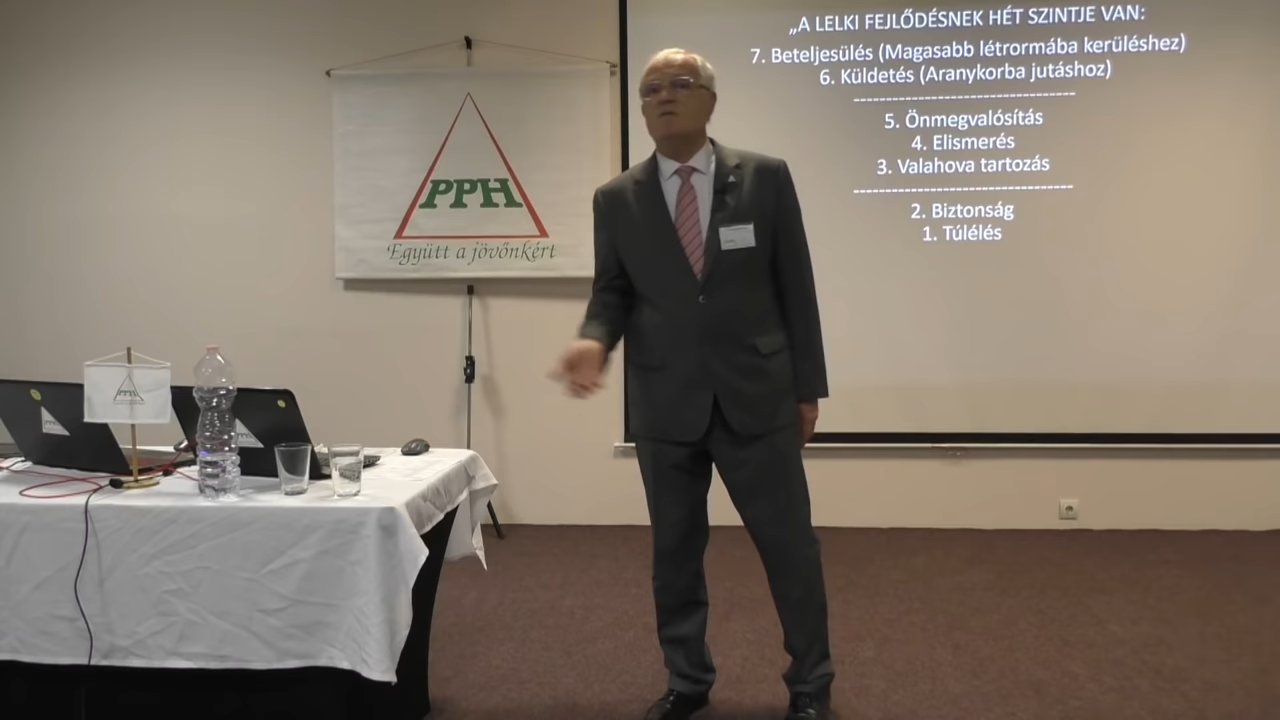 PPH
Együtt a jövőnkért
„A LELKI FEJLŐDÉSNEK HÉT SZINTJE VAN:
7. Beteljesülés (Magasabb létrormába kerüléshez)
6. Küldetés (Aranykorba jutáshoz)
5. Önmegvalósítás
4. Elismerés
3. Valahova tartozás
2. Biztonság
1. Túlélés
PPH